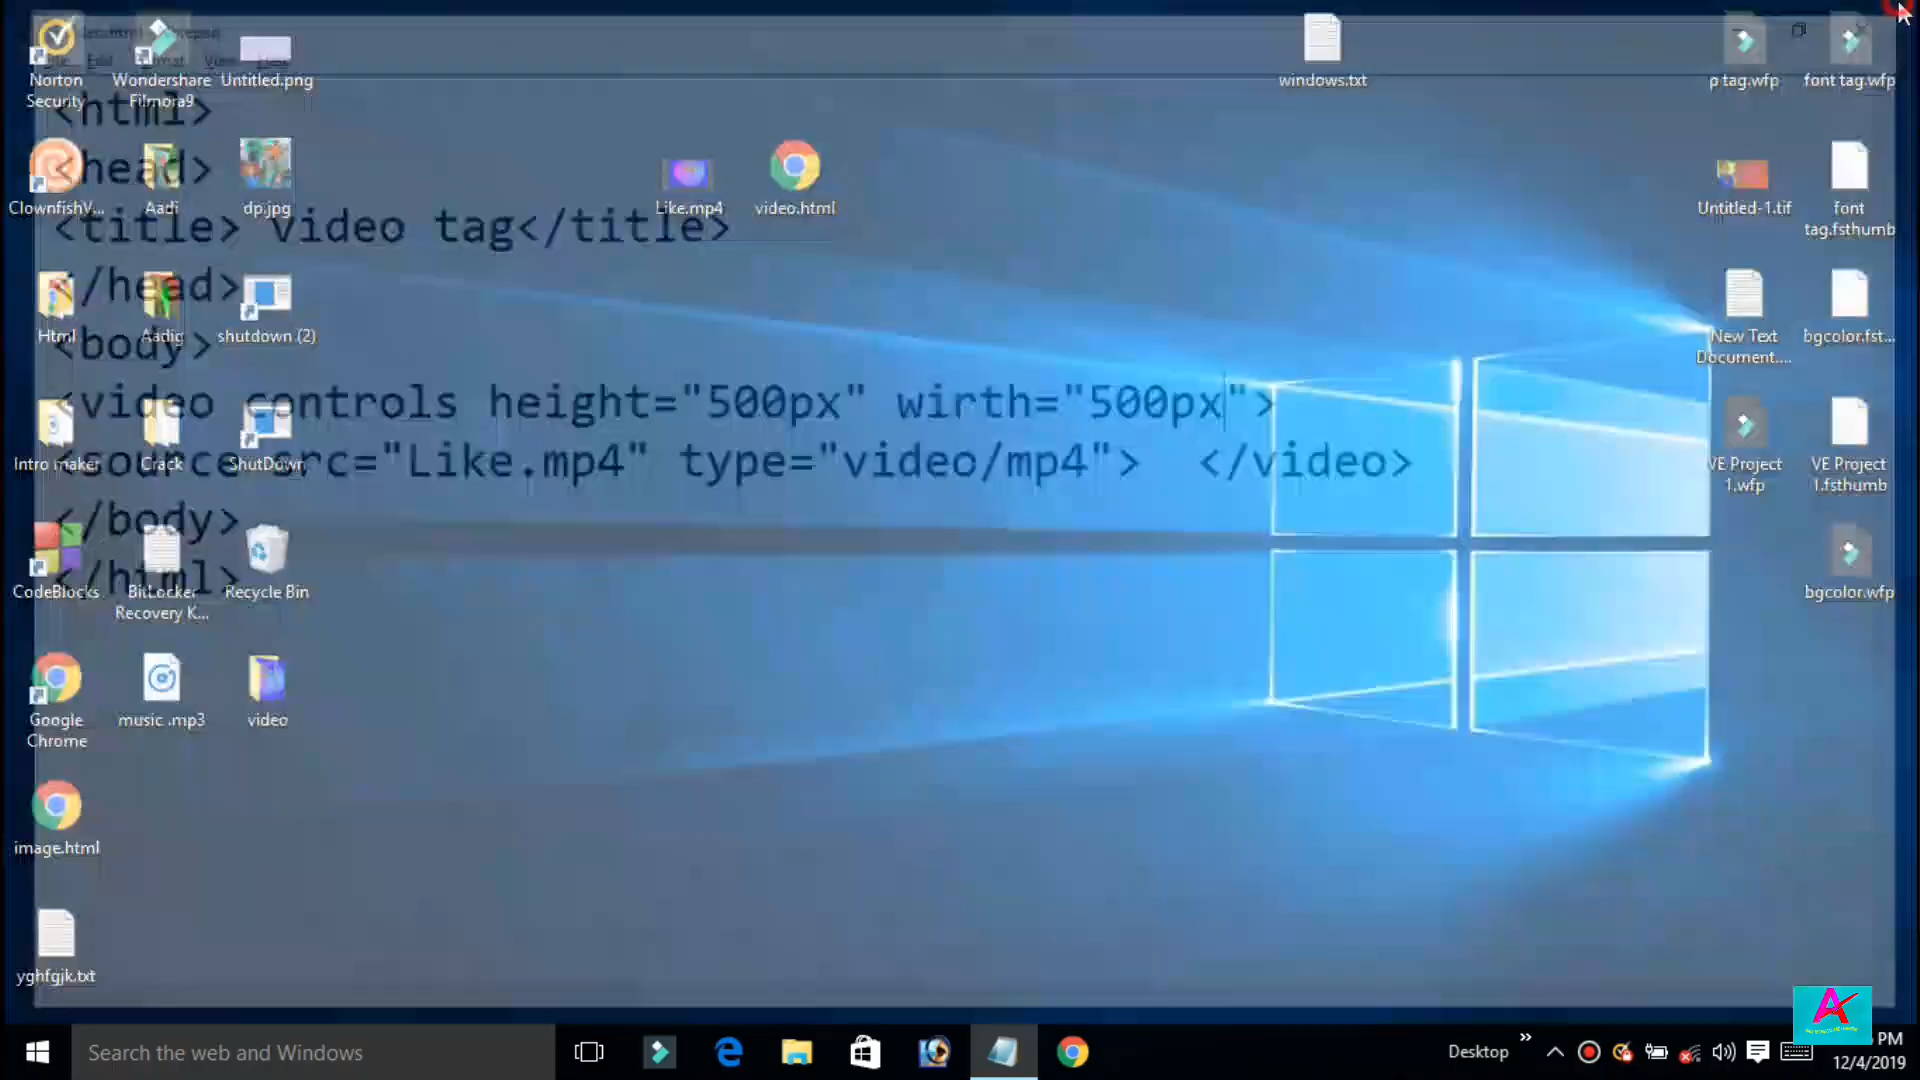 Norton
Security
Wondershare
Filmora9
Untitled.png
windows.txt
p tag.wfp
font tag.wfp
<html>
<head>
<title> video tag</title>
</head>
<body>
<video controls height="500px" wirth="500px">
<source src="Like.mp4" type="video/mp4">  </video>
</body>
</html>
ClownfishV...
Aadi
dp.jpg
Like.mp4
video.html
Untitled-1.tif
font
tag.fsthumb
Html
Aadig
shutdown (2)
New Text
Document....
bgcolor.fst...
Intro maker
Crack
ShutDown
VE Project
1.wfp
VE Project
1.fsthumb
CodeBlocks
BitLocker
Recovery K...
Recycle Bin
bgcolor.wfp
Google
Chrome
music .mp3
video
image.html
yghfgjk.txt
Search the web and Windows
Desktop
PM
12/4/2019